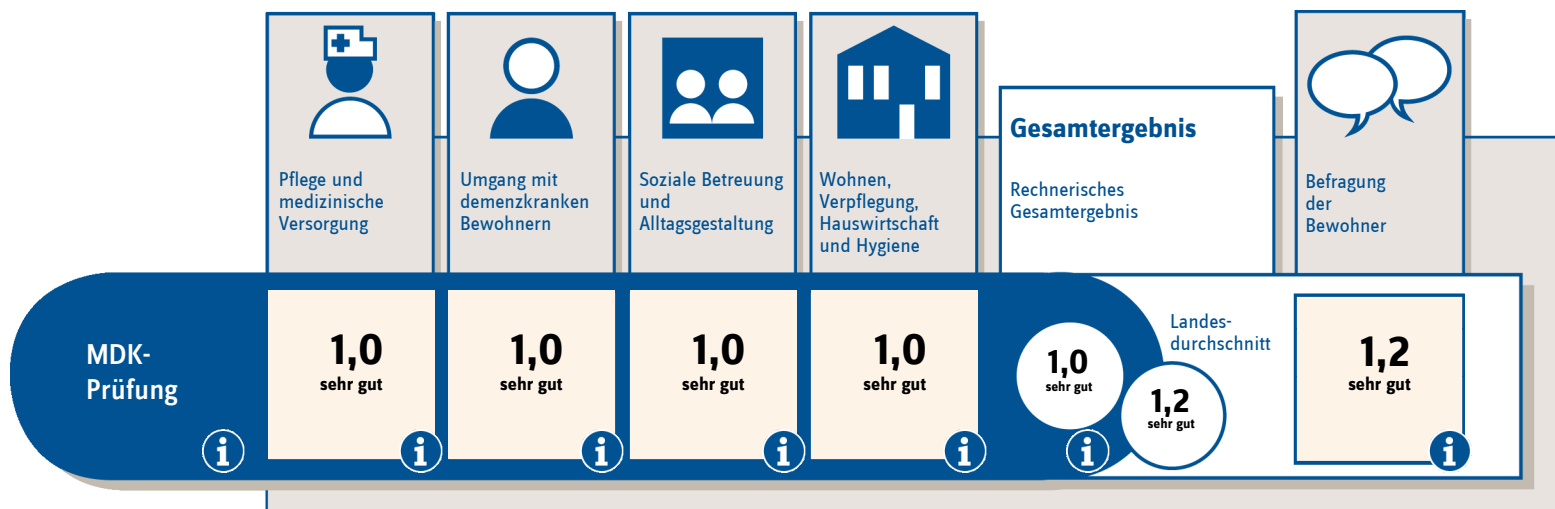 Pflege und
medizinische
Versorgung
Umgang mit
demenzkranken
Bewohnern
Soziale Betreuung
und
Alltagsgestaltung
Wohnen,
Verpflegung,
Hauswirtschaft
und Hygiene
Gesamtergebnis
Rechnerisches
Gesamtergebnis
Befragung
der
Bewohner
MDK-
Prüfung
i
1,0
sehr gut
i
1,0
sehr gut
i
1,0
sehr gut
i
1,0
sehr gut
i
1,0
sehr gut
i
Landes-
durchschnitt
1,2
sehr gut
1,2
sehr gut
i